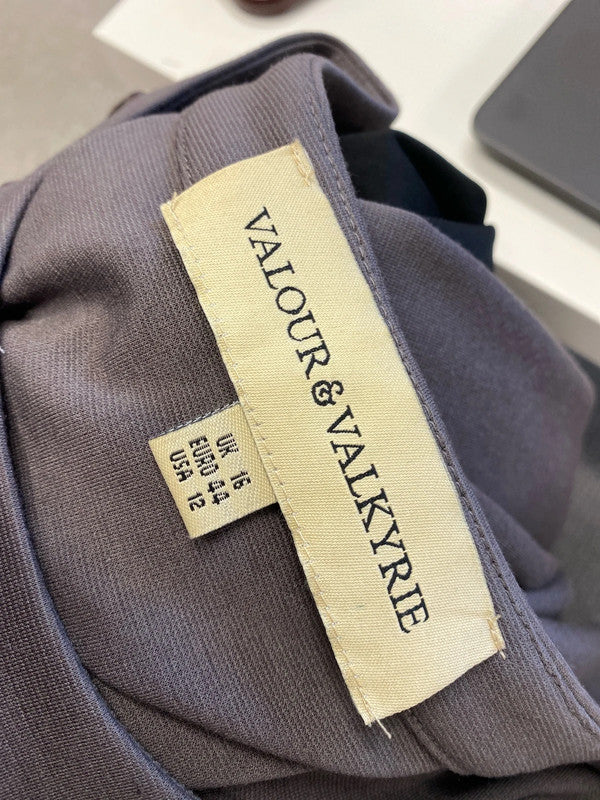 VALOUR & VALKYRIE
UK 16
EURO 44
USA 12